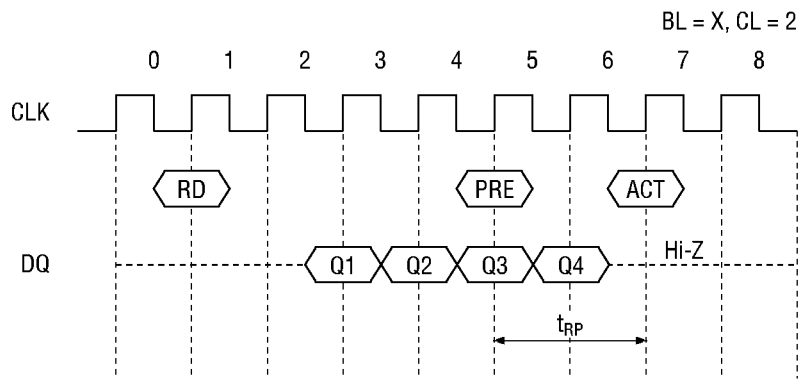 BL = X, CL = 2
0 1 2 3 4 5 6 7 8
CLK
RD PRE ACT
DQ Q1 Q2 Q3 Q4 Hi-Z
tRP